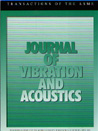 TRANSACTIONS OF THE ASME
JOURNAL
OF
VIBRATION
AND
ACOUSTICS